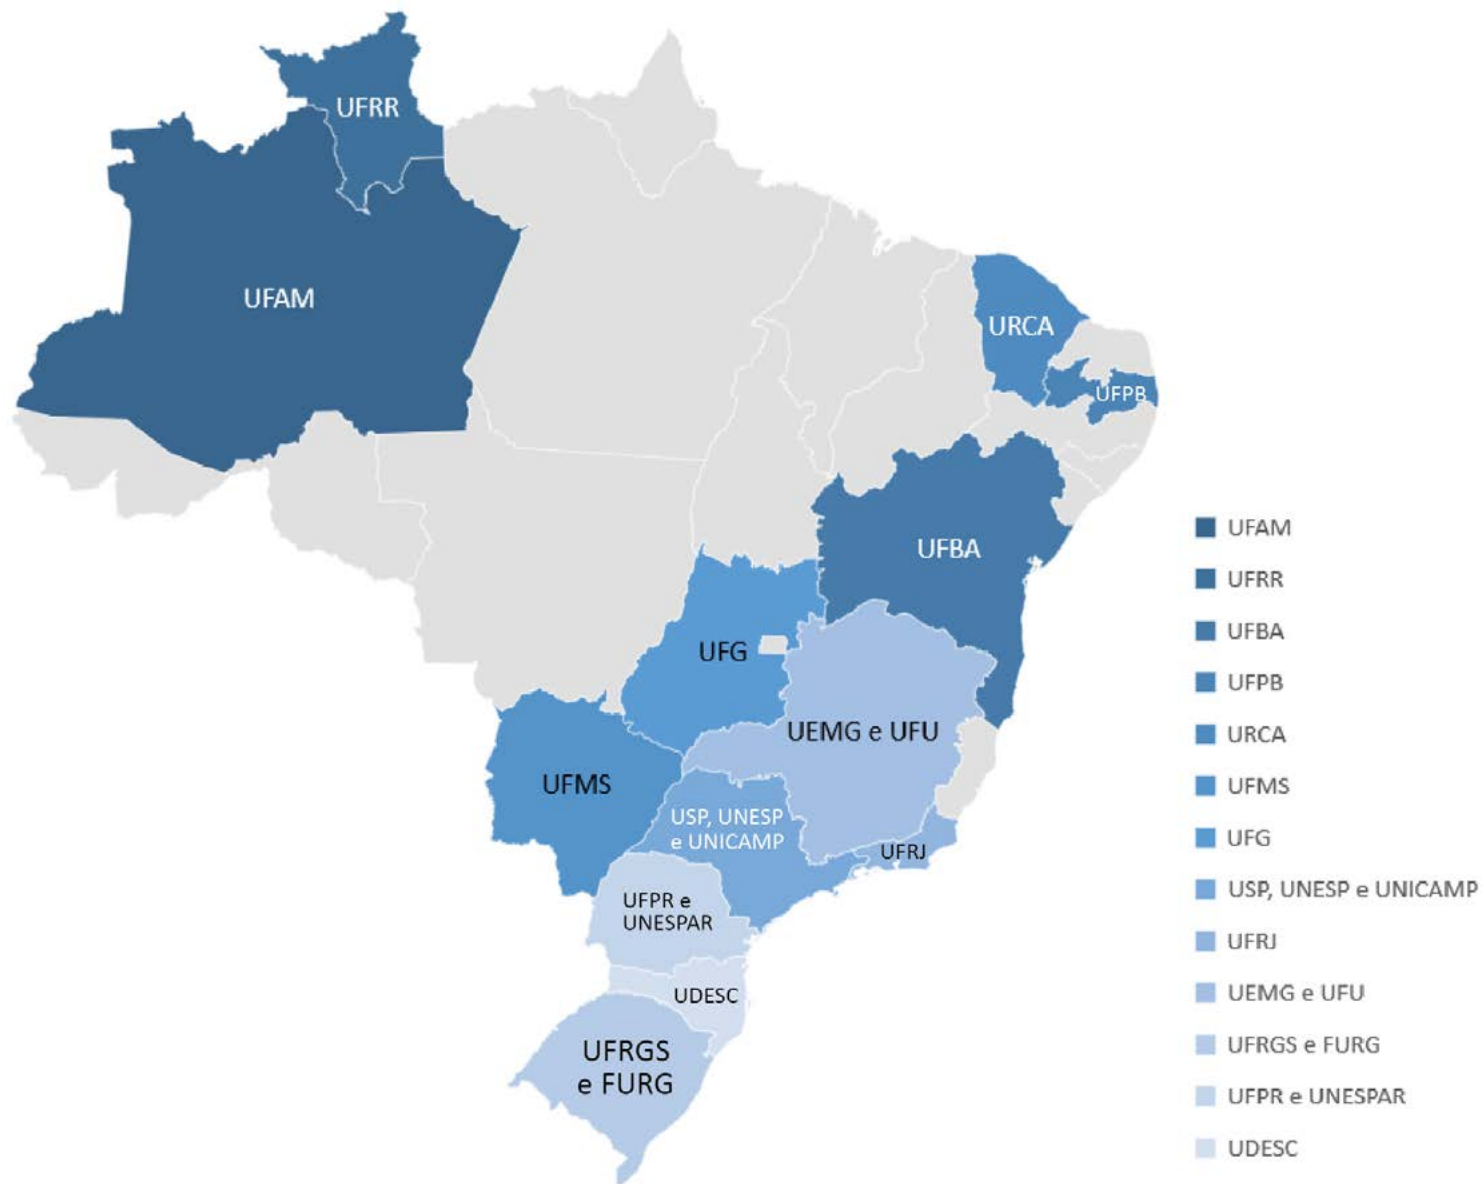 UFRR
UFAM
URCA
UFPB
UFBA
UFG
UEMG e UFU
UFMS
USP, UNESP
e UNICAMP
UFRJ
UFPR e
UNESPAR
UDESC
UFRGS
e FURG
UFAM
UFRR
UFBA
UFPB
URCA
UFMS
UFG
USP, UNESP e UNICAMP
UFRJ
UEMG e UFU
UFRGS e FURG
UFPR e UNESPAR
UDESC